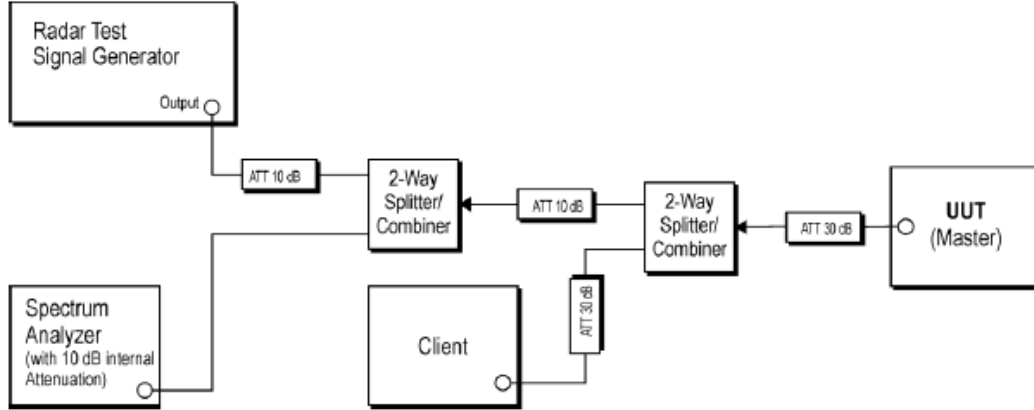 Radar Test
Signal Generator
Output
ATT 10 dB
2-Way
Splitter/
Combiner
ATT 10 dB
2-Way
Splitter/
Combiner
ATT 30 dB
UUT
(Master)
Spectrum
Analyzer
(with 10 dB internal
Attenuation)
Client
ATT 30 dB